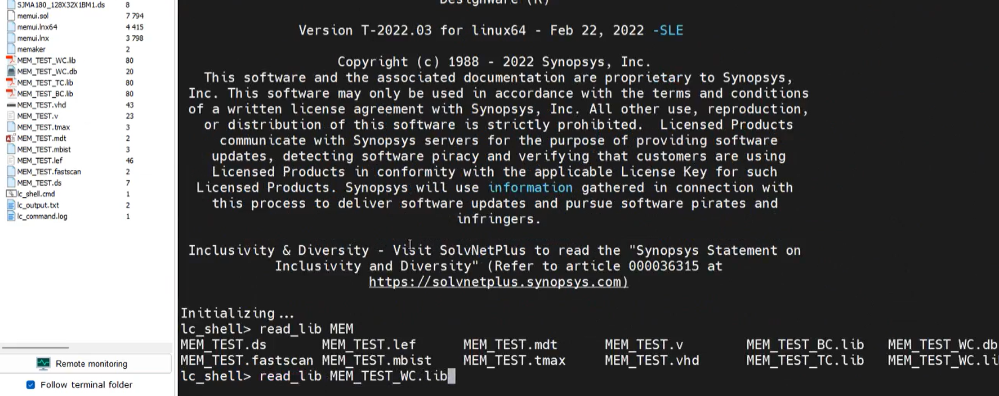 SJMA180_128X32X1BM1.ds 8
memui.sol 7 794
memui.lnx64 4 415
memui.lnx 3 798
memaker 2
MEM_TEST_WC.lib 80
MEM_TEST_WC.db 20
MEM_TEST_TC.lib 80
MEM_TEST_BC.lib 80
MEM_TEST.vhd 43
MEM_TEST.v 23
MEM_TEST.tmax 3
MEM_TEST.mdt 2
MEM_TEST.mbist 3
MEM_TEST.lef 46
MEM_TEST.fastscan 2
MEM_TEST.ds 7
lc_shell.cmd 1
lc_output.txt 2
lc_command.log 1
Remote monitoring
Follow terminal folder
DesignWare (R)
Version T-2022.03 for linux64 - Feb 22, 2022 -SLE
Copyright (c) 1988 - 2022 Synopsys, Inc.
This software and the associated documentation are proprietary to Synopsys,
Inc. This software may only be used in accordance with the terms and conditions
of a written license agreement with Synopsys, Inc. All other use, reproduction,
or distribution of this software is strictly prohibited. Licensed Products
communicate with Synopsys servers for the purpose of providing software
updates, detecting software piracy and verifying that customers are using
Licensed Products in conformity with the applicable License Key for such
Licensed Products. Synopsys will use information gathered in connection with
this process to deliver software updates and pursue software pirates and
infringers.
Inclusivity & Diversity - Visit SolvNetPlus to read the "Synopsys Statement on
Inclusivity and Diversity" (Refer to article 000036315 at
https://solvnetplus.synopsys.com)
Initializing...
lc_shell> read_lib MEM
MEM_TEST.ds MEM_TEST.lef MEM_TEST.mdt MEM_TEST.v MEM_TEST_BC.lib MEM_TEST_WC.db
MEM_TEST.fastscan MEM_TEST.mbist MEM_TEST.tmax MEM_TEST.vhd MEM_TEST_TC.lib MEM_TEST_WC.li
lc_shell> read_lib MEM_TEST_WC.lib